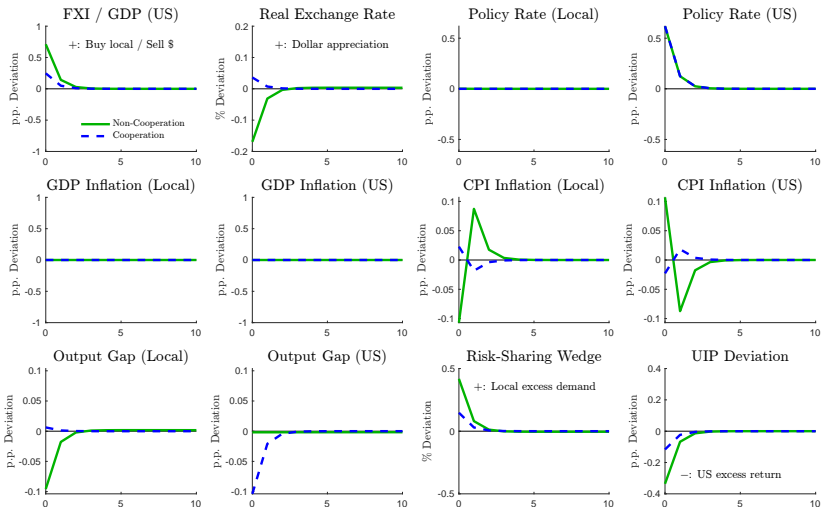 FXI / GDP (US)
Real Exchange Rate
Policy Rate (Local)
Policy Rate (US)
p.p. Deviation
1
0.5
0
-0.5
-1
+: Buy local / Sell $
Non-Cooperation
Cooperation
0 5 10
% Deviation
0.2
0.1
0
-0.1
-0.2
+: Dollar appreciation
0 5 10
p.p. Deviation
0.5
0
-0.5
0 5 10
p.p. Deviation
0.5
0
-0.5
0 5 10
GDP Inflation (Local)
GDP Inflation (US)
CPI Inflation (Local)
CPI Inflation (US)
p.p. Deviation
1
0.5
0
-0.5
-1
0 5 10
p.p. Deviation
1
0.5
0
-0.5
-1
0 5 10
p.p. Deviation
0.1
0.05
0
-0.05
-0.1
0 5 10
p.p. Deviation
0.1
0.05
0
-0.05
-0.1
0 5 10
Output Gap (Local)
Output Gap (US)
Risk-Sharing Wedge
UIP Deviation
p.p. Deviation
0.1
0.05
0
-0.05
-0.1
0 5 10
p.p. Deviation
0.1
0.05
0
-0.05
-0.1
0 5 10
% Deviation
0.5
0
-0.5
+: Local excess demand
0 5 10
p.p. Deviation
0.4
0.2
0
-0.2
-0.4
−: US excess return
0 5 10